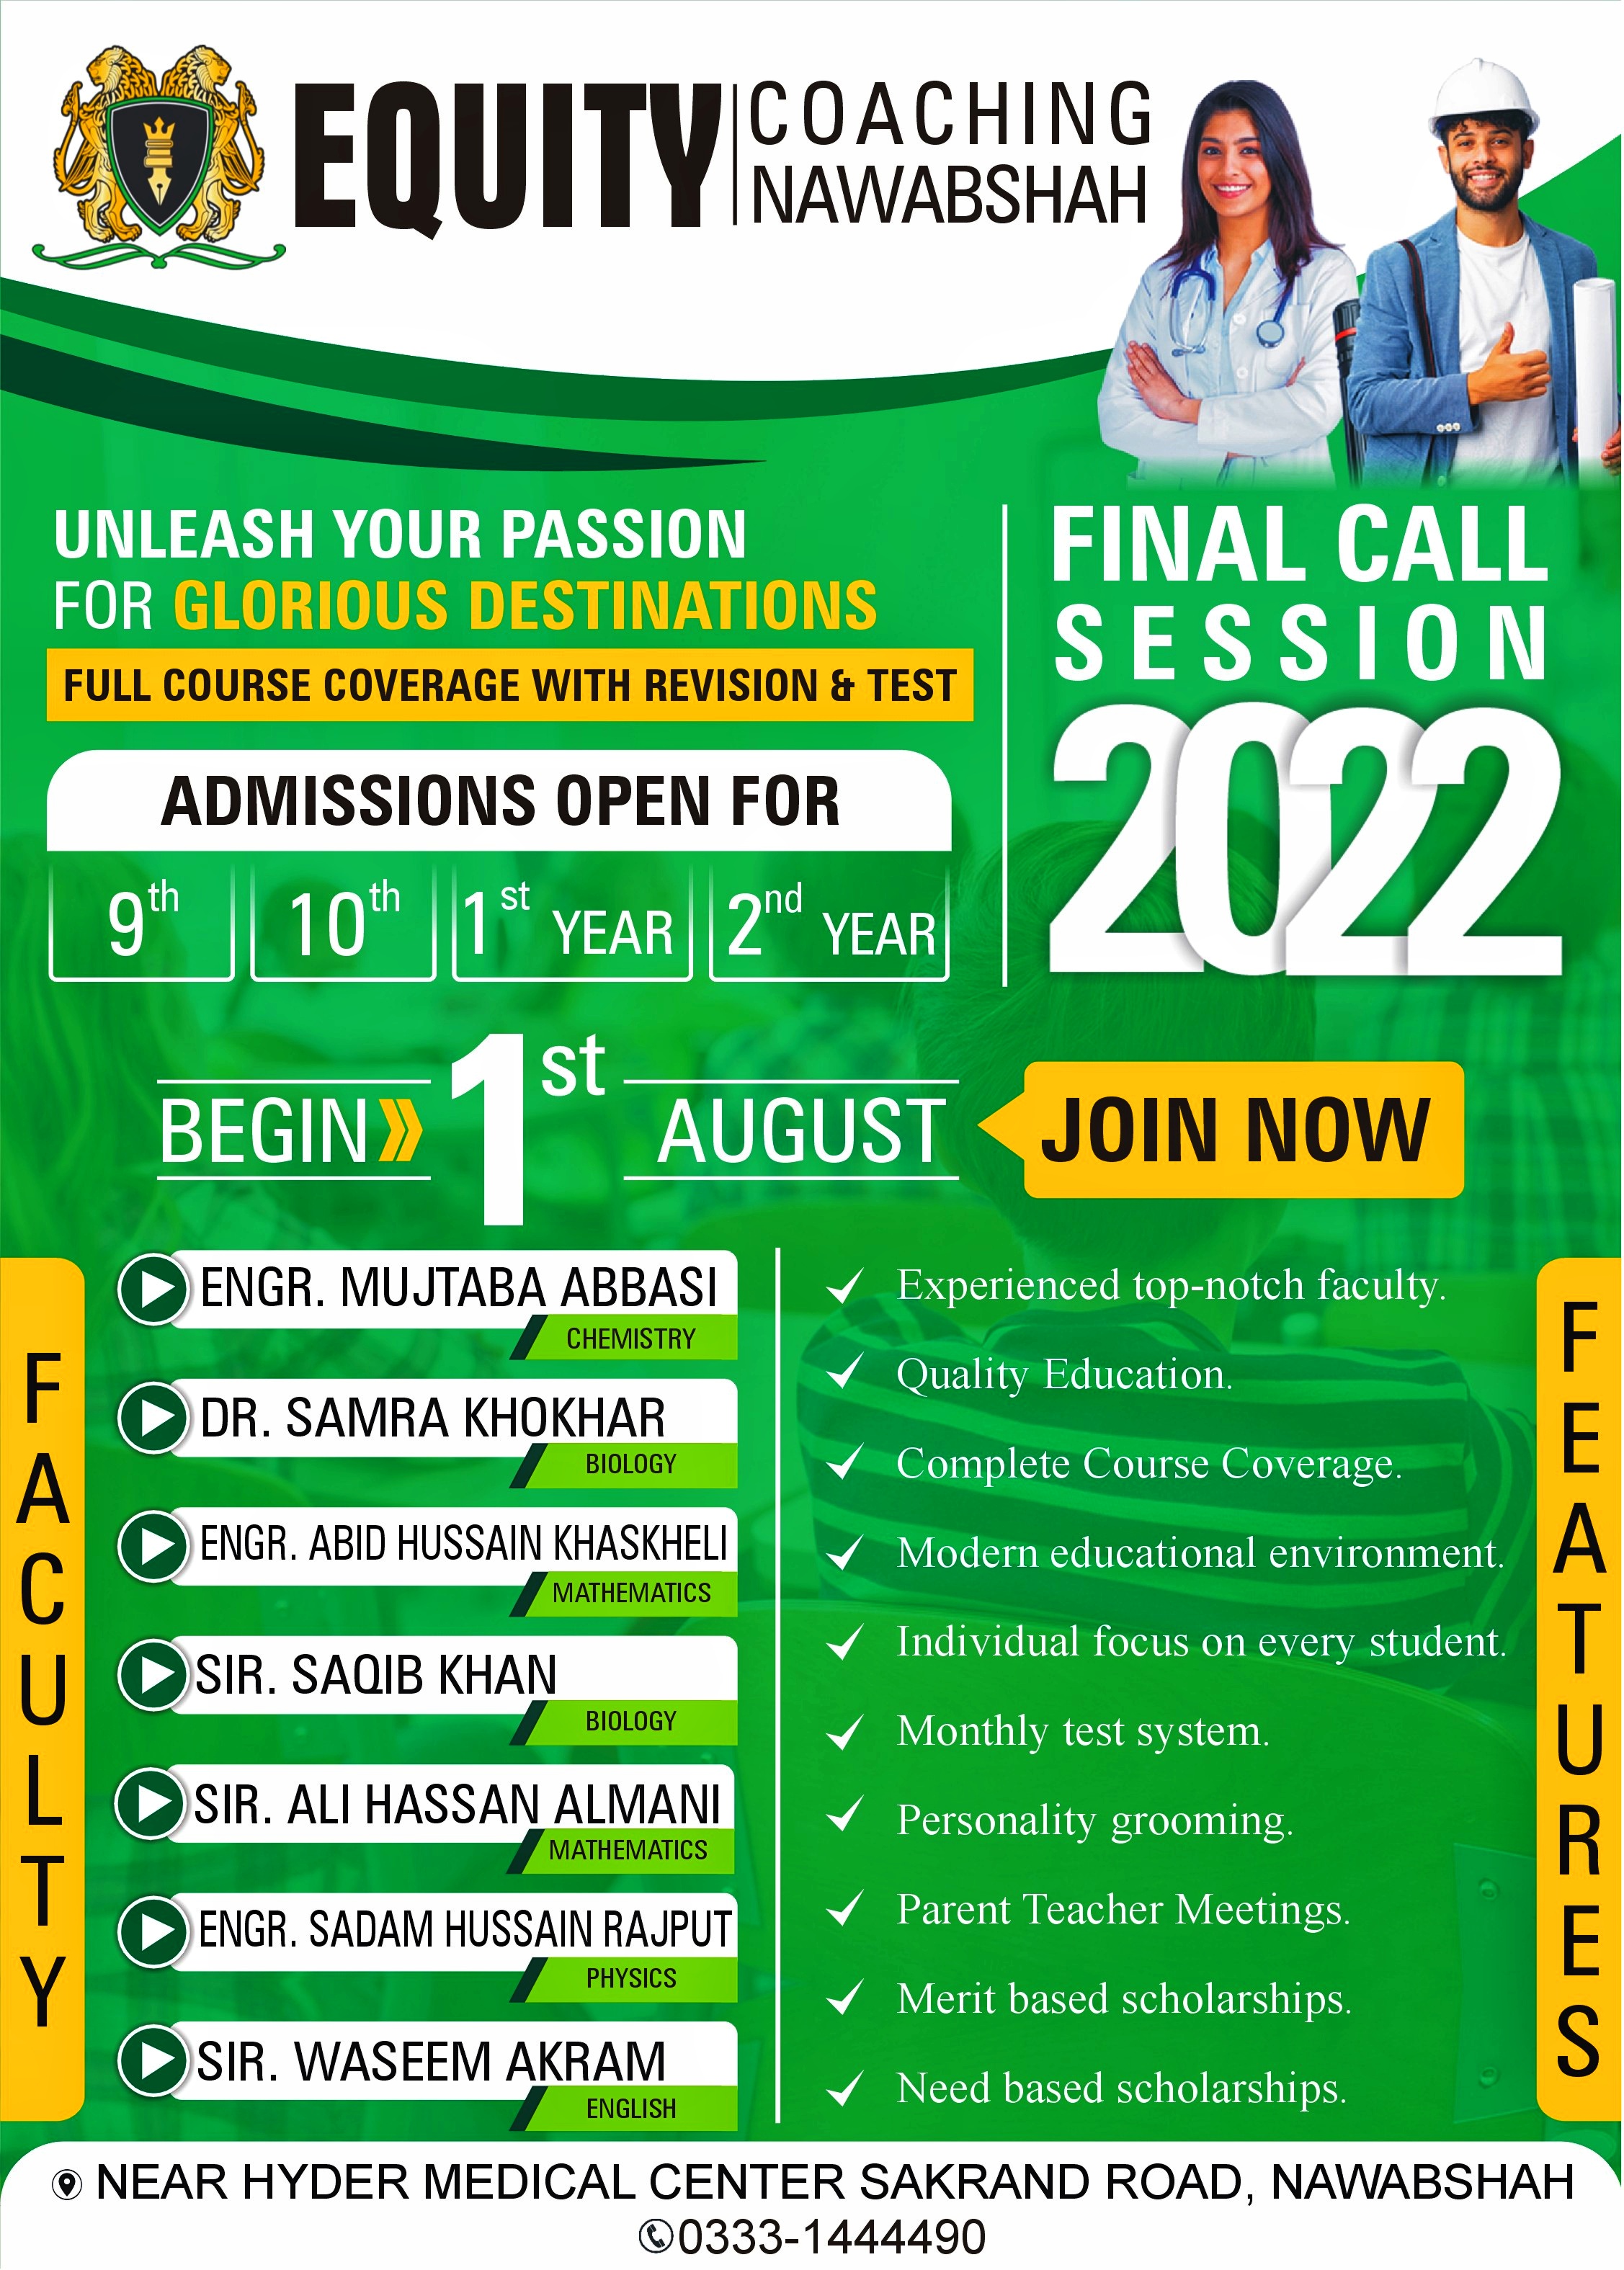 EQUITY
COACHING
NAWABSHAH
UNLEASH YOUR PASSION
FOR GLORIOUS DESTINATIONS
FULL COURSE COVERAGE WITH REVISION & TEST
FINAL CALL
SESSION
2022
ADMISSIONS OPEN FOR
9th
10th
1st YEAR
2nd YEAR
BEGIN 1st AUGUST
JOIN NOW
FACULTY
ENGR. MUJTABA ABBASI
CHEMISTRY
DR. SAMRA KHOKHAR
BIOLOGY
ENGR. ABID HUSSAIN KHASKHELI
MATHEMATICS
SIR. SAQIB KHAN
BIOLOGY
SIR. ALI HASSAN ALMANI
MATHEMATICS
ENGR. SADAM HUSSAIN RAJPUT
PHYSICS
SIR. WASEEM AKRAM
ENGLISH
FEATURES
Experienced top-notch faculty.
Quality Education.
Complete Course Coverage.
Modern educational environment.
Individual focus on every student.
Monthly test system.
Personality grooming.
Parent Teacher Meetings.
Merit based scholarships.
Need based scholarships.
NEAR HYDER MEDICAL CENTER SAKRAND ROAD, NAWABSHAH
0333-1444490